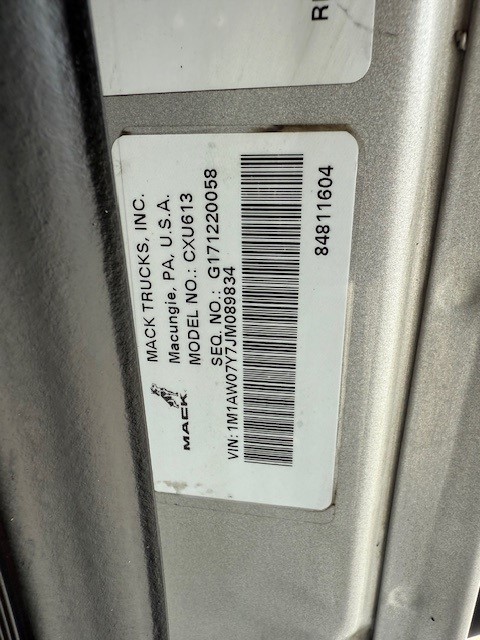 MACK TRUCKS, INC.
Macungie, PA, U.S.A.
MODEL NO.: CXU613
SEQ. NO.: G171220058
MACK
VIN: 1M1AW07Y7JM089834
84811604